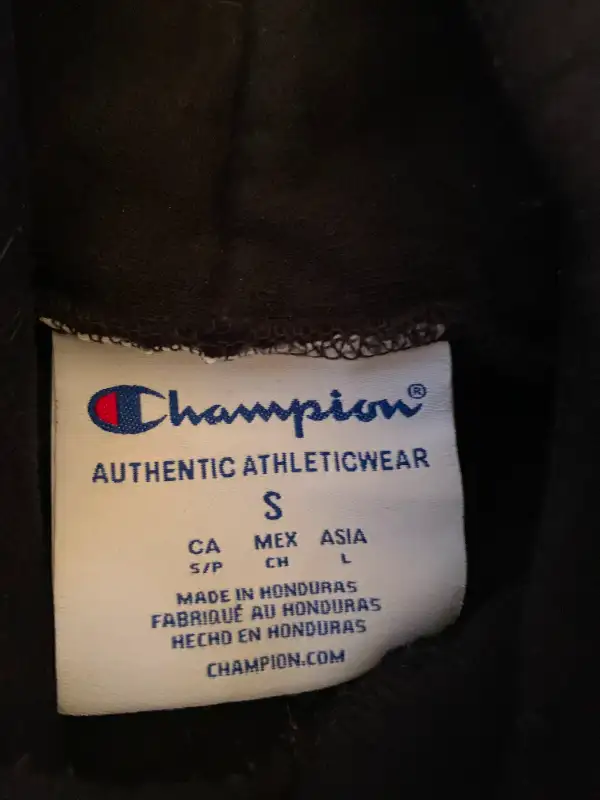 Champion®
AUTHENTIC ATHLETICWEAR
S
CA MEX ASIA
S/P CH L
MADE IN HONDURAS
FABRIQUÉ AU HONDURAS
HECHO EN HONDURAS
CHAMPION.COM